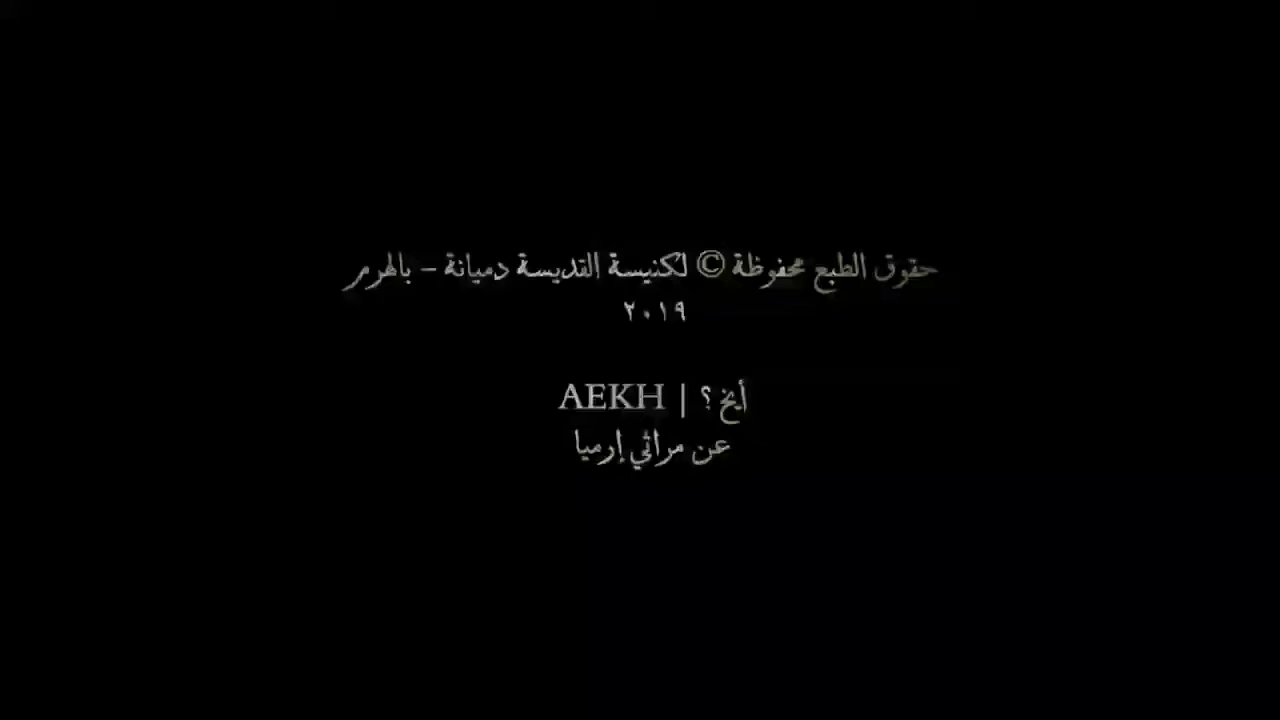 حقوق الطبع محفوظة © لكنيسة القديسة دميانة - بالهرم
٢٠١٩
أيخ؟ | AEKH
عن مراثي إرميا